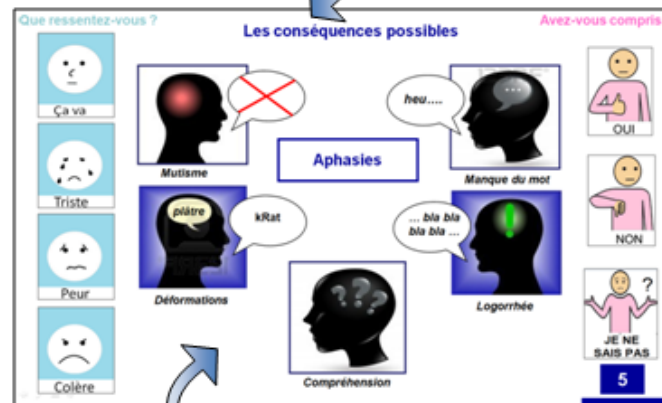 Que ressentez-vous ?
Les conséquences possibles
Avez-vous compris
Ça va
Triste
Peur
Colère
Mutisme
heu....
...
Manque du mot
Aphasies
plâtre
kRat
Déformations
... bla bla
bla bla ...
!
Logorrhée
???
Compréhension
OUI
NON
?
JE NE
SAIS PAS
5